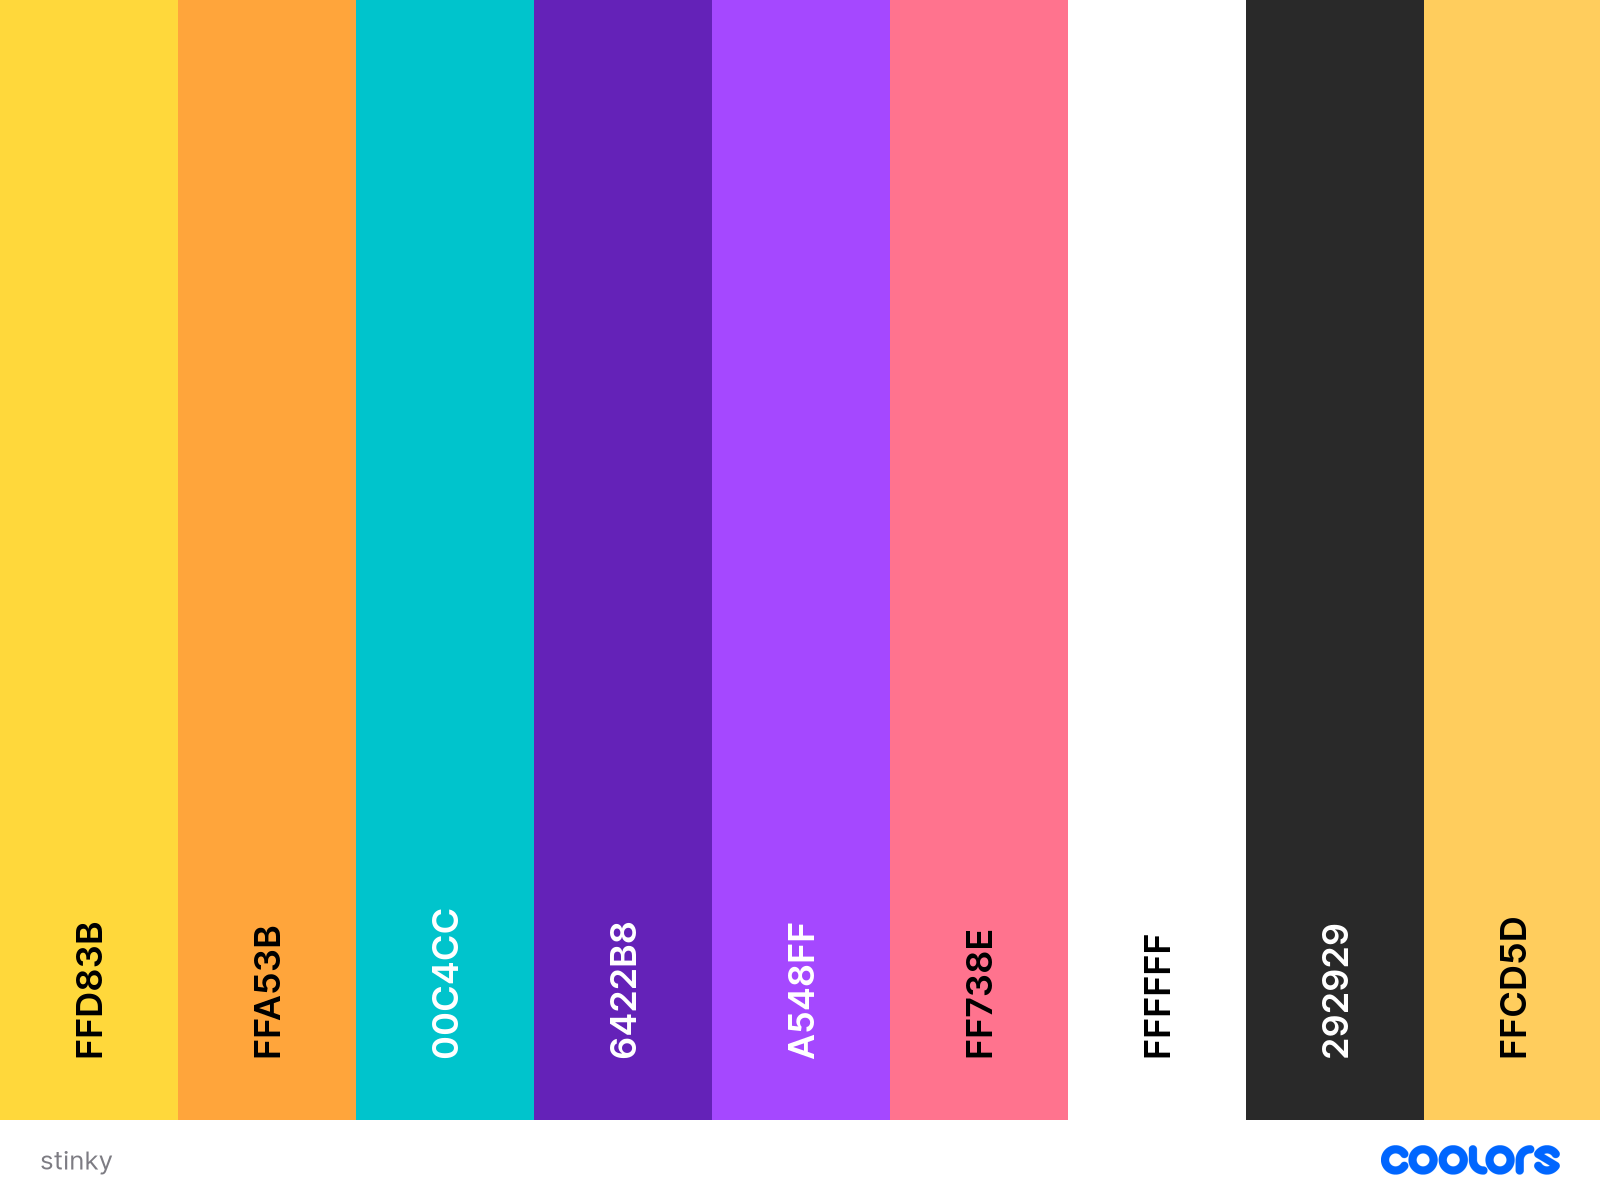 FFD83B
FFA53B
00C4CC
6422B8
A548FF
FF738E
FFFFFF
292929
FFCD5D
stinky
coolors